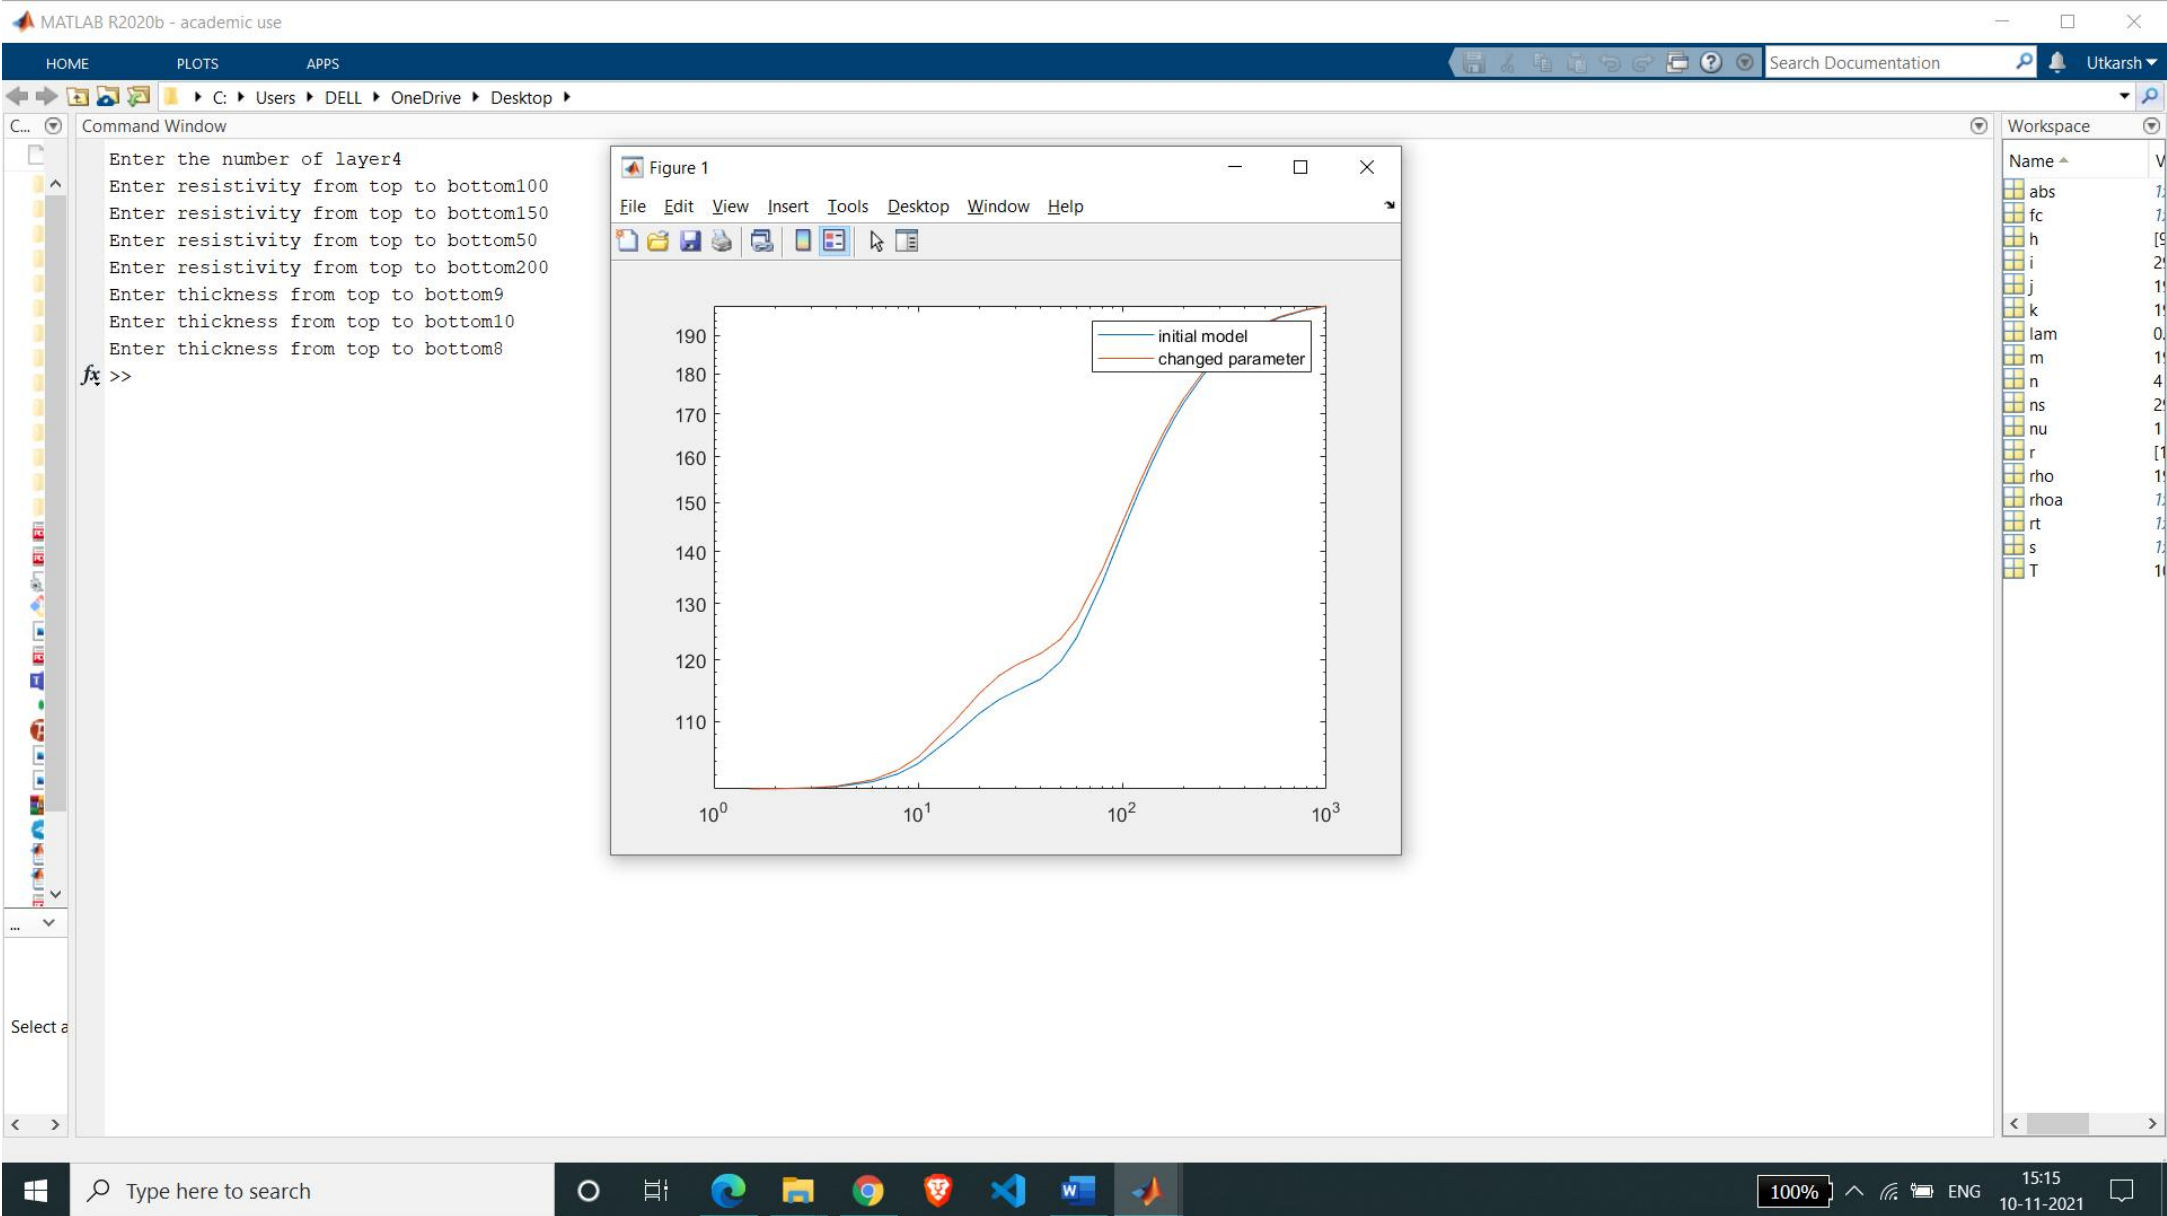 MATLAB R2020b - academic use
HOME PLOTS APPS
Search Documentation
Utkarsh
C: Users DELL OneDrive Desktop
C... Command Window
Workspace
Enter the number of layer4
Enter resistivity from top to bottom100
Enter resistivity from top to bottom150
Enter resistivity from top to bottom50
Enter resistivity from top to bottom200
Enter thickness from top to bottom9
Enter thickness from top to bottom10
Enter thickness from top to bottom8
fx >>
Figure 1
File Edit View Insert Tools Desktop Window Help
initial model
changed parameter
190
180
170
160
150
140
130
120
110
10^0 10^1 10^2 10^3
Name V
abs
fc
h
i
j
k
lam 0.
m
n 4
ns
nu 1
r
rho
rhoa
rt
s
T
...
Select a
Type here to search
W
100%
ENG
15:15
10-11-2021